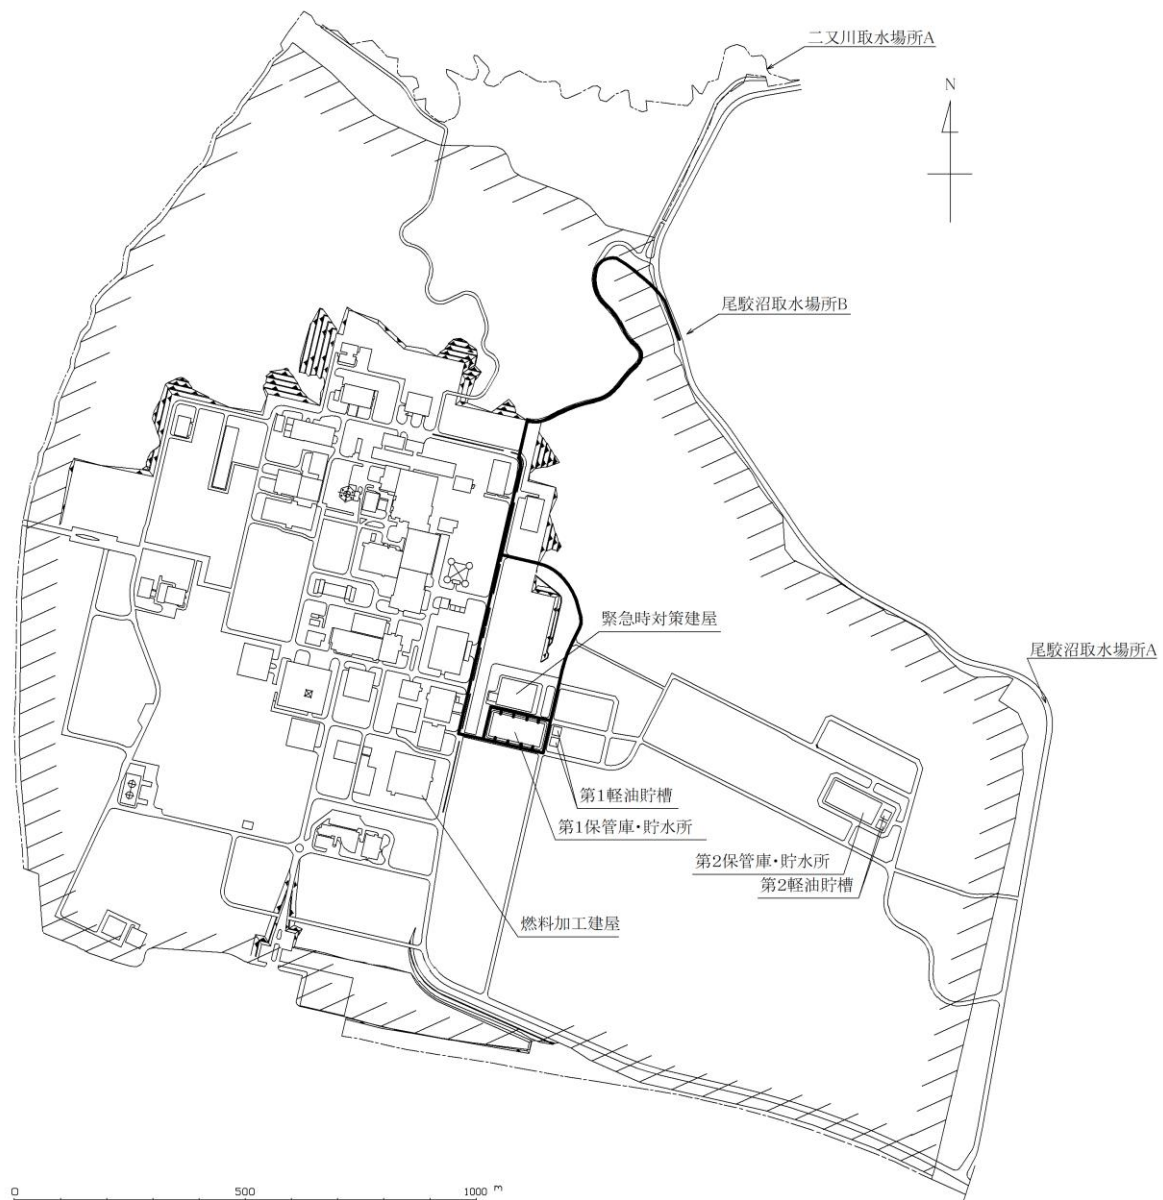 二又川取水場所A
N
尾駮沼取水場所B
緊急時対策建屋
尾駮沼取水場所A
第1軽油貯槽
第1保管庫・貯水所
第2保管庫・貯水所
第2軽油貯槽
燃料加工建屋
0 500 1000 m